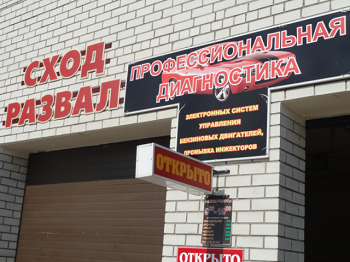 СХОД
РАЗВАЛ
ПРОФЕССИОНАЛЬНАЯ
ДИАГНОСТИКА
ЭЛЕКТРОННЫХ СИСТЕМ
УПРАВЛЕНИЯ
БЕНЗИНОВЫХ ДВИГАТЕЛЕЙ,
ПРОМЫВКА ИНЖЕКТОРОВ
ОТКРЫТО
ОТКРЫТО